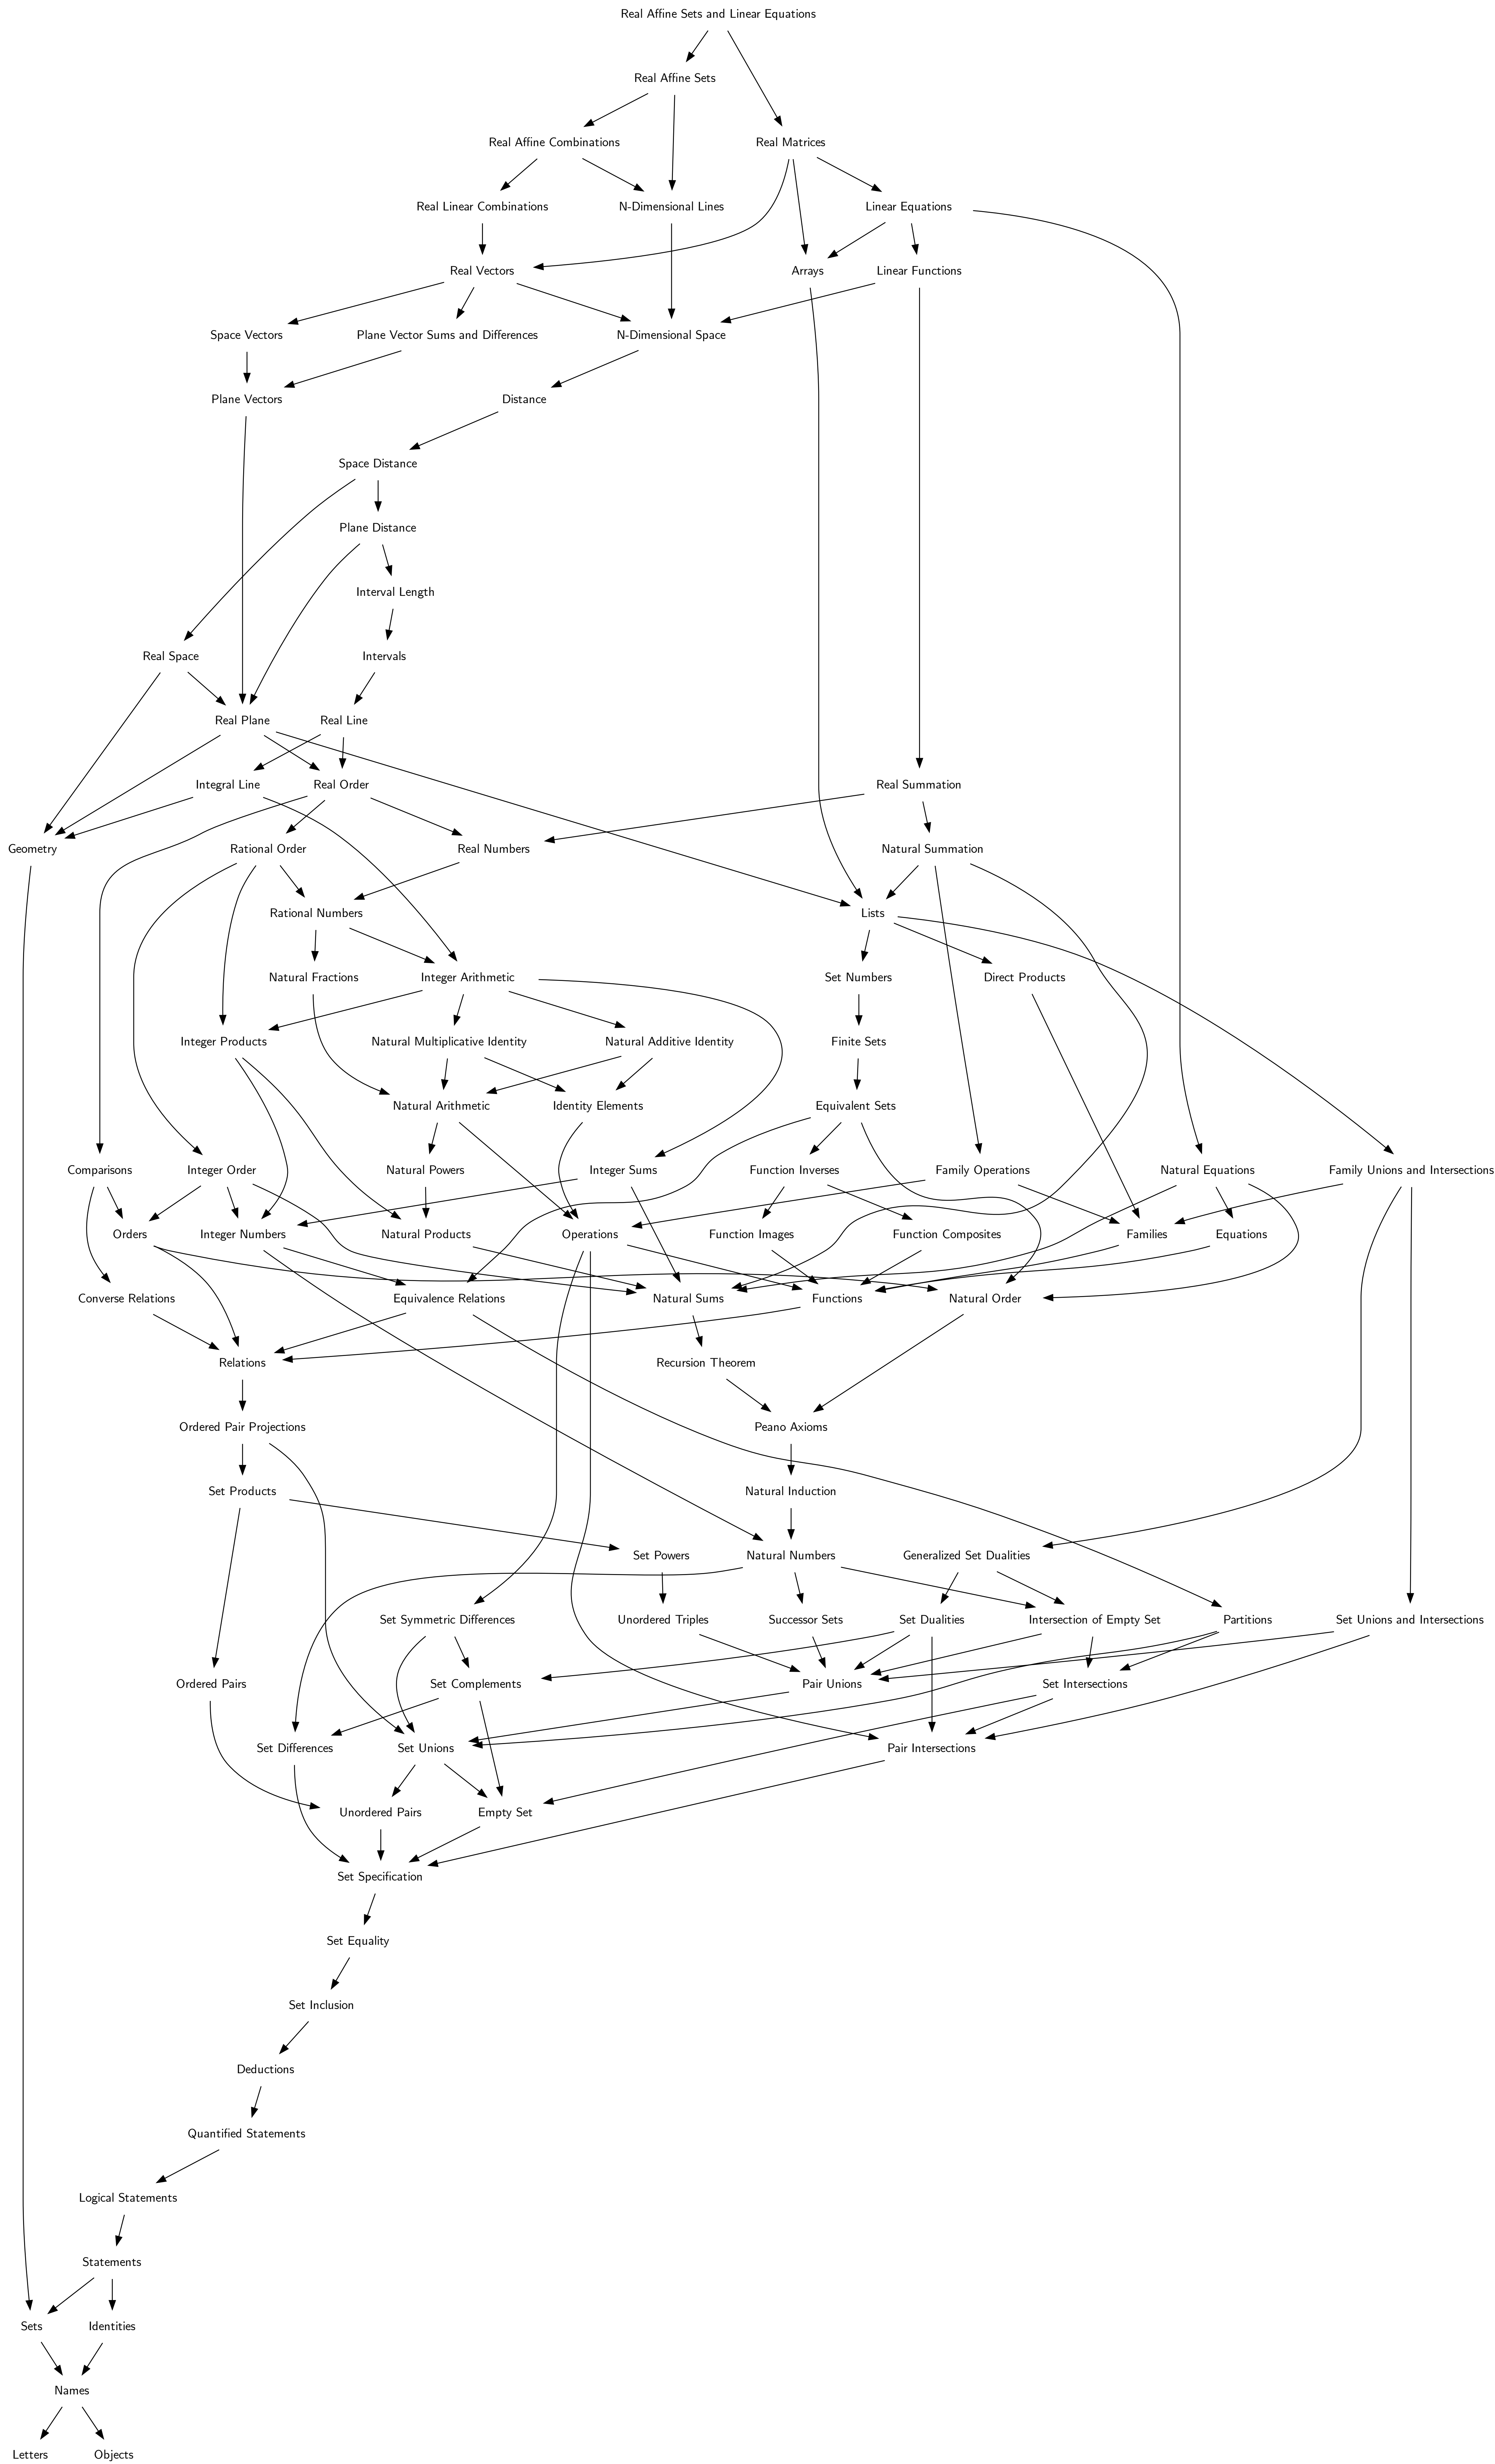 Real Affine Sets and Linear Equations
Real Affine Sets
Real Affine Combinations
Real Matrices
Real Linear Combinations
N-Dimensional Lines
Linear Equations
Real Vectors
Arrays
Linear Functions
Space Vectors
Plane Vector Sums and Differences
N-Dimensional Space
Plane Vectors
Distance
Space Distance
Plane Distance
Interval Length
Real Space
Intervals
Real Plane
Real Line
Integral Line
Real Order
Real Summation
Geometry
Rational Order
Real Numbers
Natural Summation
Rational Numbers
Lists
Natural Fractions
Integer Arithmetic
Set Numbers
Direct Products
Integer Products
Natural Multiplicative Identity
Natural Additive Identity
Finite Sets
Natural Arithmetic
Identity Elements
Equivalent Sets
Comparisons
Integer Order
Natural Powers
Integer Sums
Function Inverses
Family Operations
Natural Equations
Family Unions and Intersections
Orders
Integer Numbers
Natural Products
Operations
Function Images
Function Composites
Families
Equations
Converse Relations
Equivalence Relations
Natural Sums
Functions
Natural Order
Relations
Recursion Theorem
Ordered Pair Projections
Peano Axioms
Set Products
Natural Induction
Set Powers
Natural Numbers
Generalized Set Dualities
Set Symmetric Differences
Unordered Triples
Successor Sets
Set Dualities
Intersection of Empty Set
Partitions
Set Unions and Intersections
Ordered Pairs
Set Complements
Pair Unions
Set Intersections
Set Differences
Set Unions
Pair Intersections
Unordered Pairs
Empty Set
Set Specification
Set Equality
Set Inclusion
Deductions
Quantified Statements
Logical Statements
Statements
Sets
Identities
Names
Letters
Objects